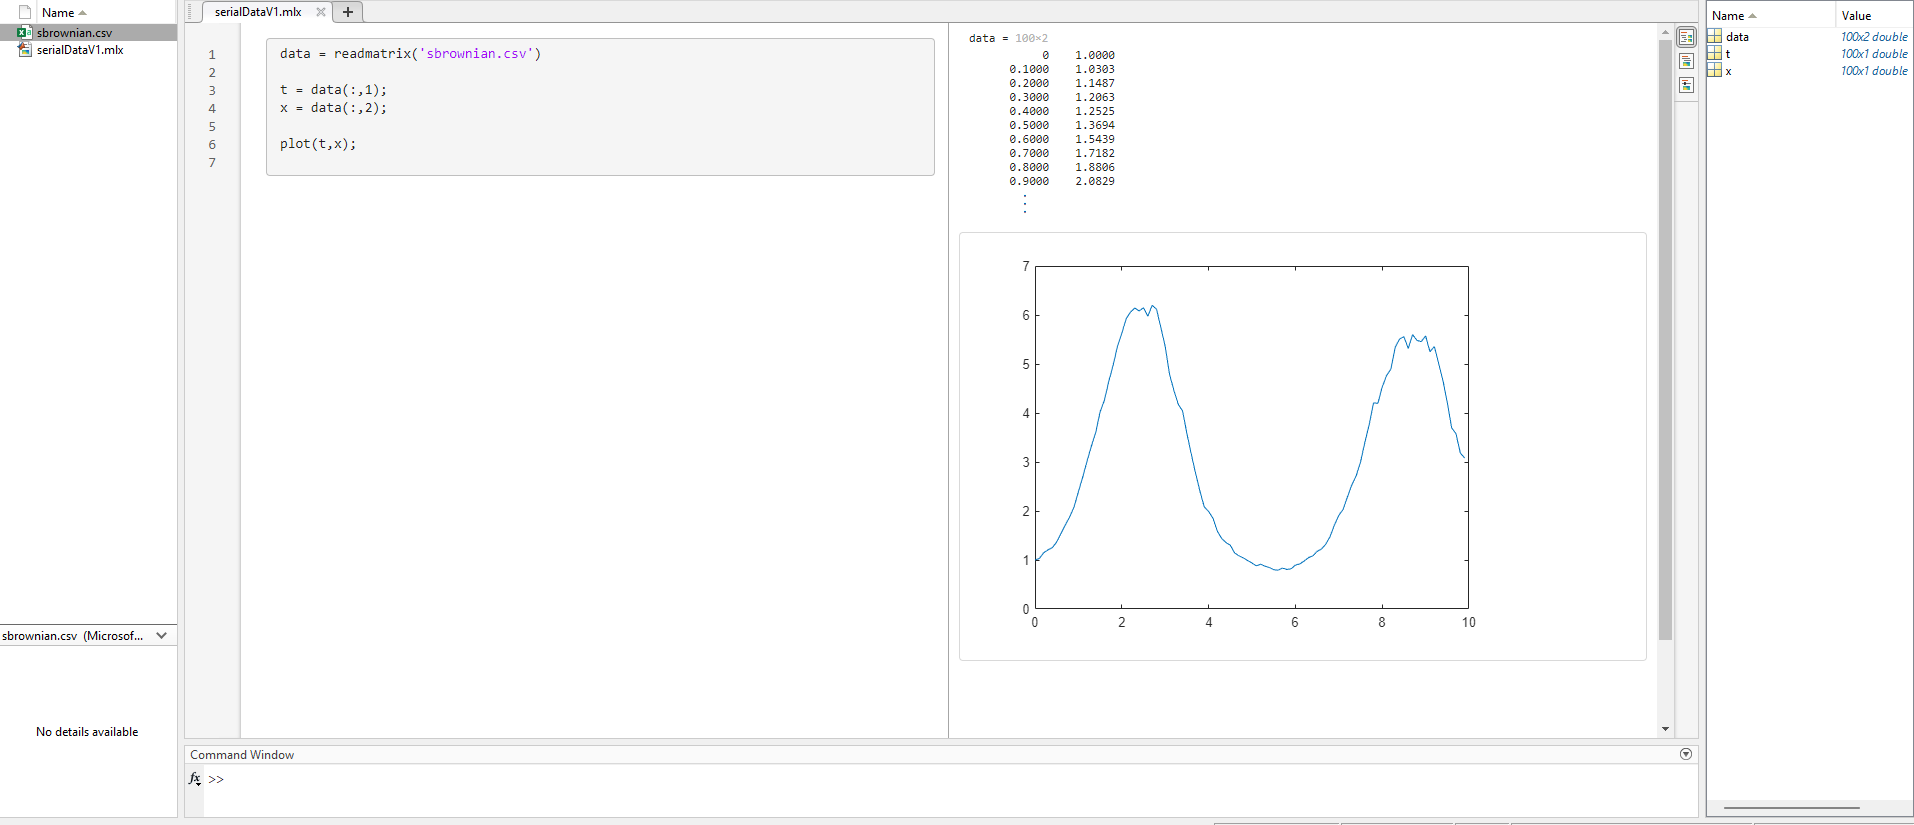 Name
sbrownian.csv
serialDataV1.mlx
sbrownian.csv (Microsof...
No details available
serialDataV1.mlx
1 data = readmatrix('sbrownian.csv')
2
3 t = data(:,1);
4 x = data(:,2);
5
6 plot(t,x);
7
data = 100×2
0 1.0000
0.1000 1.0303
0.2000 1.1487
0.3000 1.2063
0.4000 1.2525
0.5000 1.3694
0.6000 1.5439
0.7000 1.7182
0.8000 1.8806
0.9000 2.0829
7
6
5
4
3
2
1
0
0 2 4 6 8 10
Command Window
fx >>
Name Value
data 100x2 double
t 100x1 double
x 100x1 double